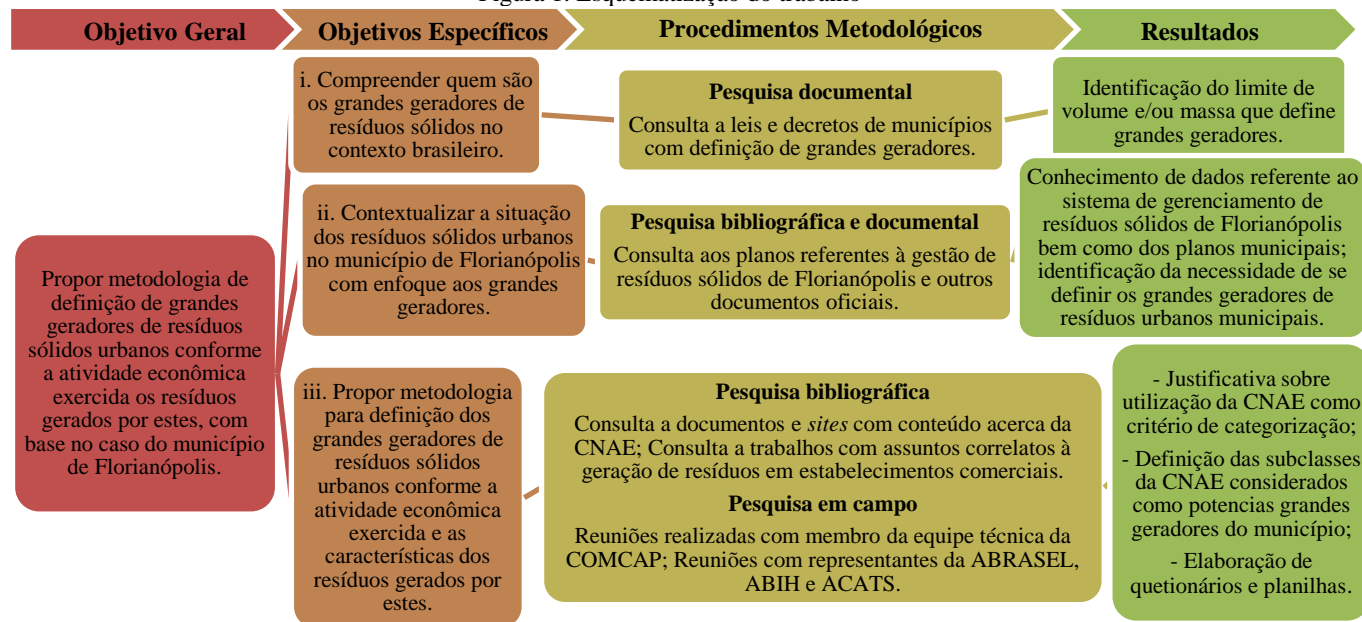 Figura 1: Esquematização do trabalho
Objetivo Geral
Objetivos Específicos
Procedimentos Metodológicos
Resultados
Propor metodologia de
definição de grandes
geradores de resíduos
sólidos urbanos conforme
a atividade econômica
exercida os resíduos
gerados por estes, com
base no caso do município
de Florianópolis.
i. Compreender quem são
os grandes geradores de
resíduos sólidos no
contexto brasileiro.
Pesquisa documental
Consulta a leis e decretos de municípios
com definição de grandes geradores.
Identificação do limite de
volume e/ou massa que define
grandes geradores.
ii. Contextualizar a situação
dos resíduos sólidos urbanos
no município de Florianópolis
com enfoque aos grandes
geradores.
Pesquisa bibliográfica e documental
Consulta aos planos referentes à gestão de
resíduos sólidos de Florianópolis e outros
documentos oficiais.
Conhecimento de dados referente ao
sistema de gerenciamento de
resíduos sólidos de Florianópolis
bem como dos planos municipais;
identificação da necessidade de se
definir os grandes geradores de
resíduos urbanos municipais.
iii. Propor metodologia
para definição dos
grandes geradores de
resíduos sólidos
urbanos conforme a
atividade econômica
exercida e as
características dos
resíduos gerados por
estes.
Pesquisa bibliográfica
Consulta a documentos e sites com conteúdo acerca da
CNAE; Consulta a trabalhos com assuntos correlatos à
geração de resíduos em estabelecimentos comerciais.
Pesquisa em campo
Reuniões realizadas com membro da equipe técnica da
COMCAP; Reuniões com representantes da ABRASEL,
ABIH e ACATS.
- Justificativa sobre
utilização da CNAE como
critério de categorização;
- Definição das subclasses
da CNAE considerados
como potencias grandes
geradores do município;
- Elaboração de
quetionários e planilhas.